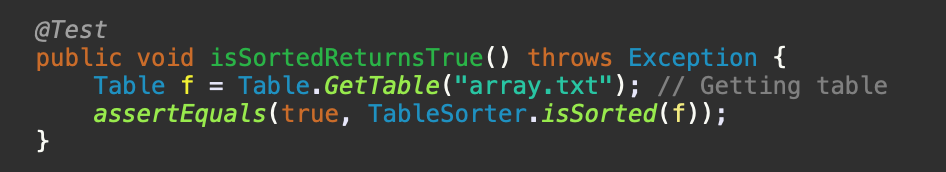 @Test
public void isSortedReturnsTrue() throws Exception {
    Table f = Table.GetTable("array.txt"); // Getting table
    assertEquals(true, TableSorter.isSorted(f));
}